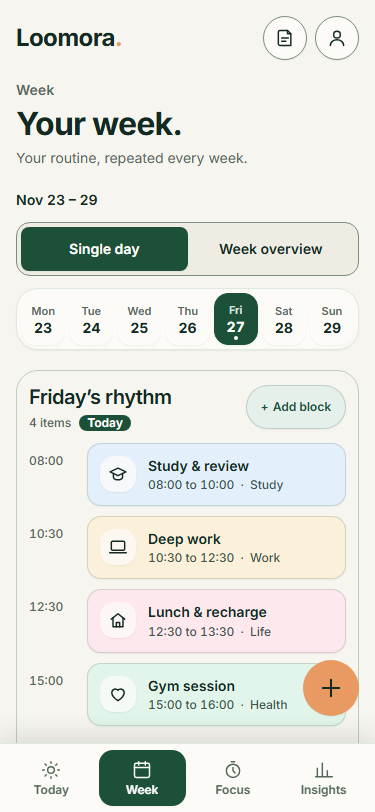 Loomora.
Week
Your week.
Your routine, repeated every week.
Nov 23 – 29
Single day
Week overview
Mon Tue Wed Thu Fri Sat Sun
23 24 25 26 27 28 29
Friday's rhythm
4 items Today
+ Add block
08:00
Study & review
08:00 to 10:00 · Study
10:30
Deep work
10:30 to 12:30 · Work
12:30
Lunch & recharge
12:30 to 13:30 · Life
15:00
Gym session
15:00 to 16:00 · Health
Today Week Focus Insights